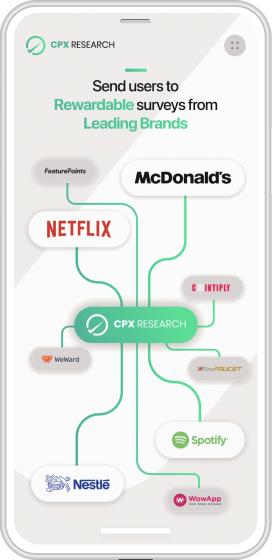 CPX RESEARCH
Send users to
Rewardable surveys from
Leading Brands
FeaturePoints
McDonald's
NETFLIX
COINTIPLY
CPX RESEARCH
WeWard
FireFAUCET
Spotify
Nestlē
WowApp